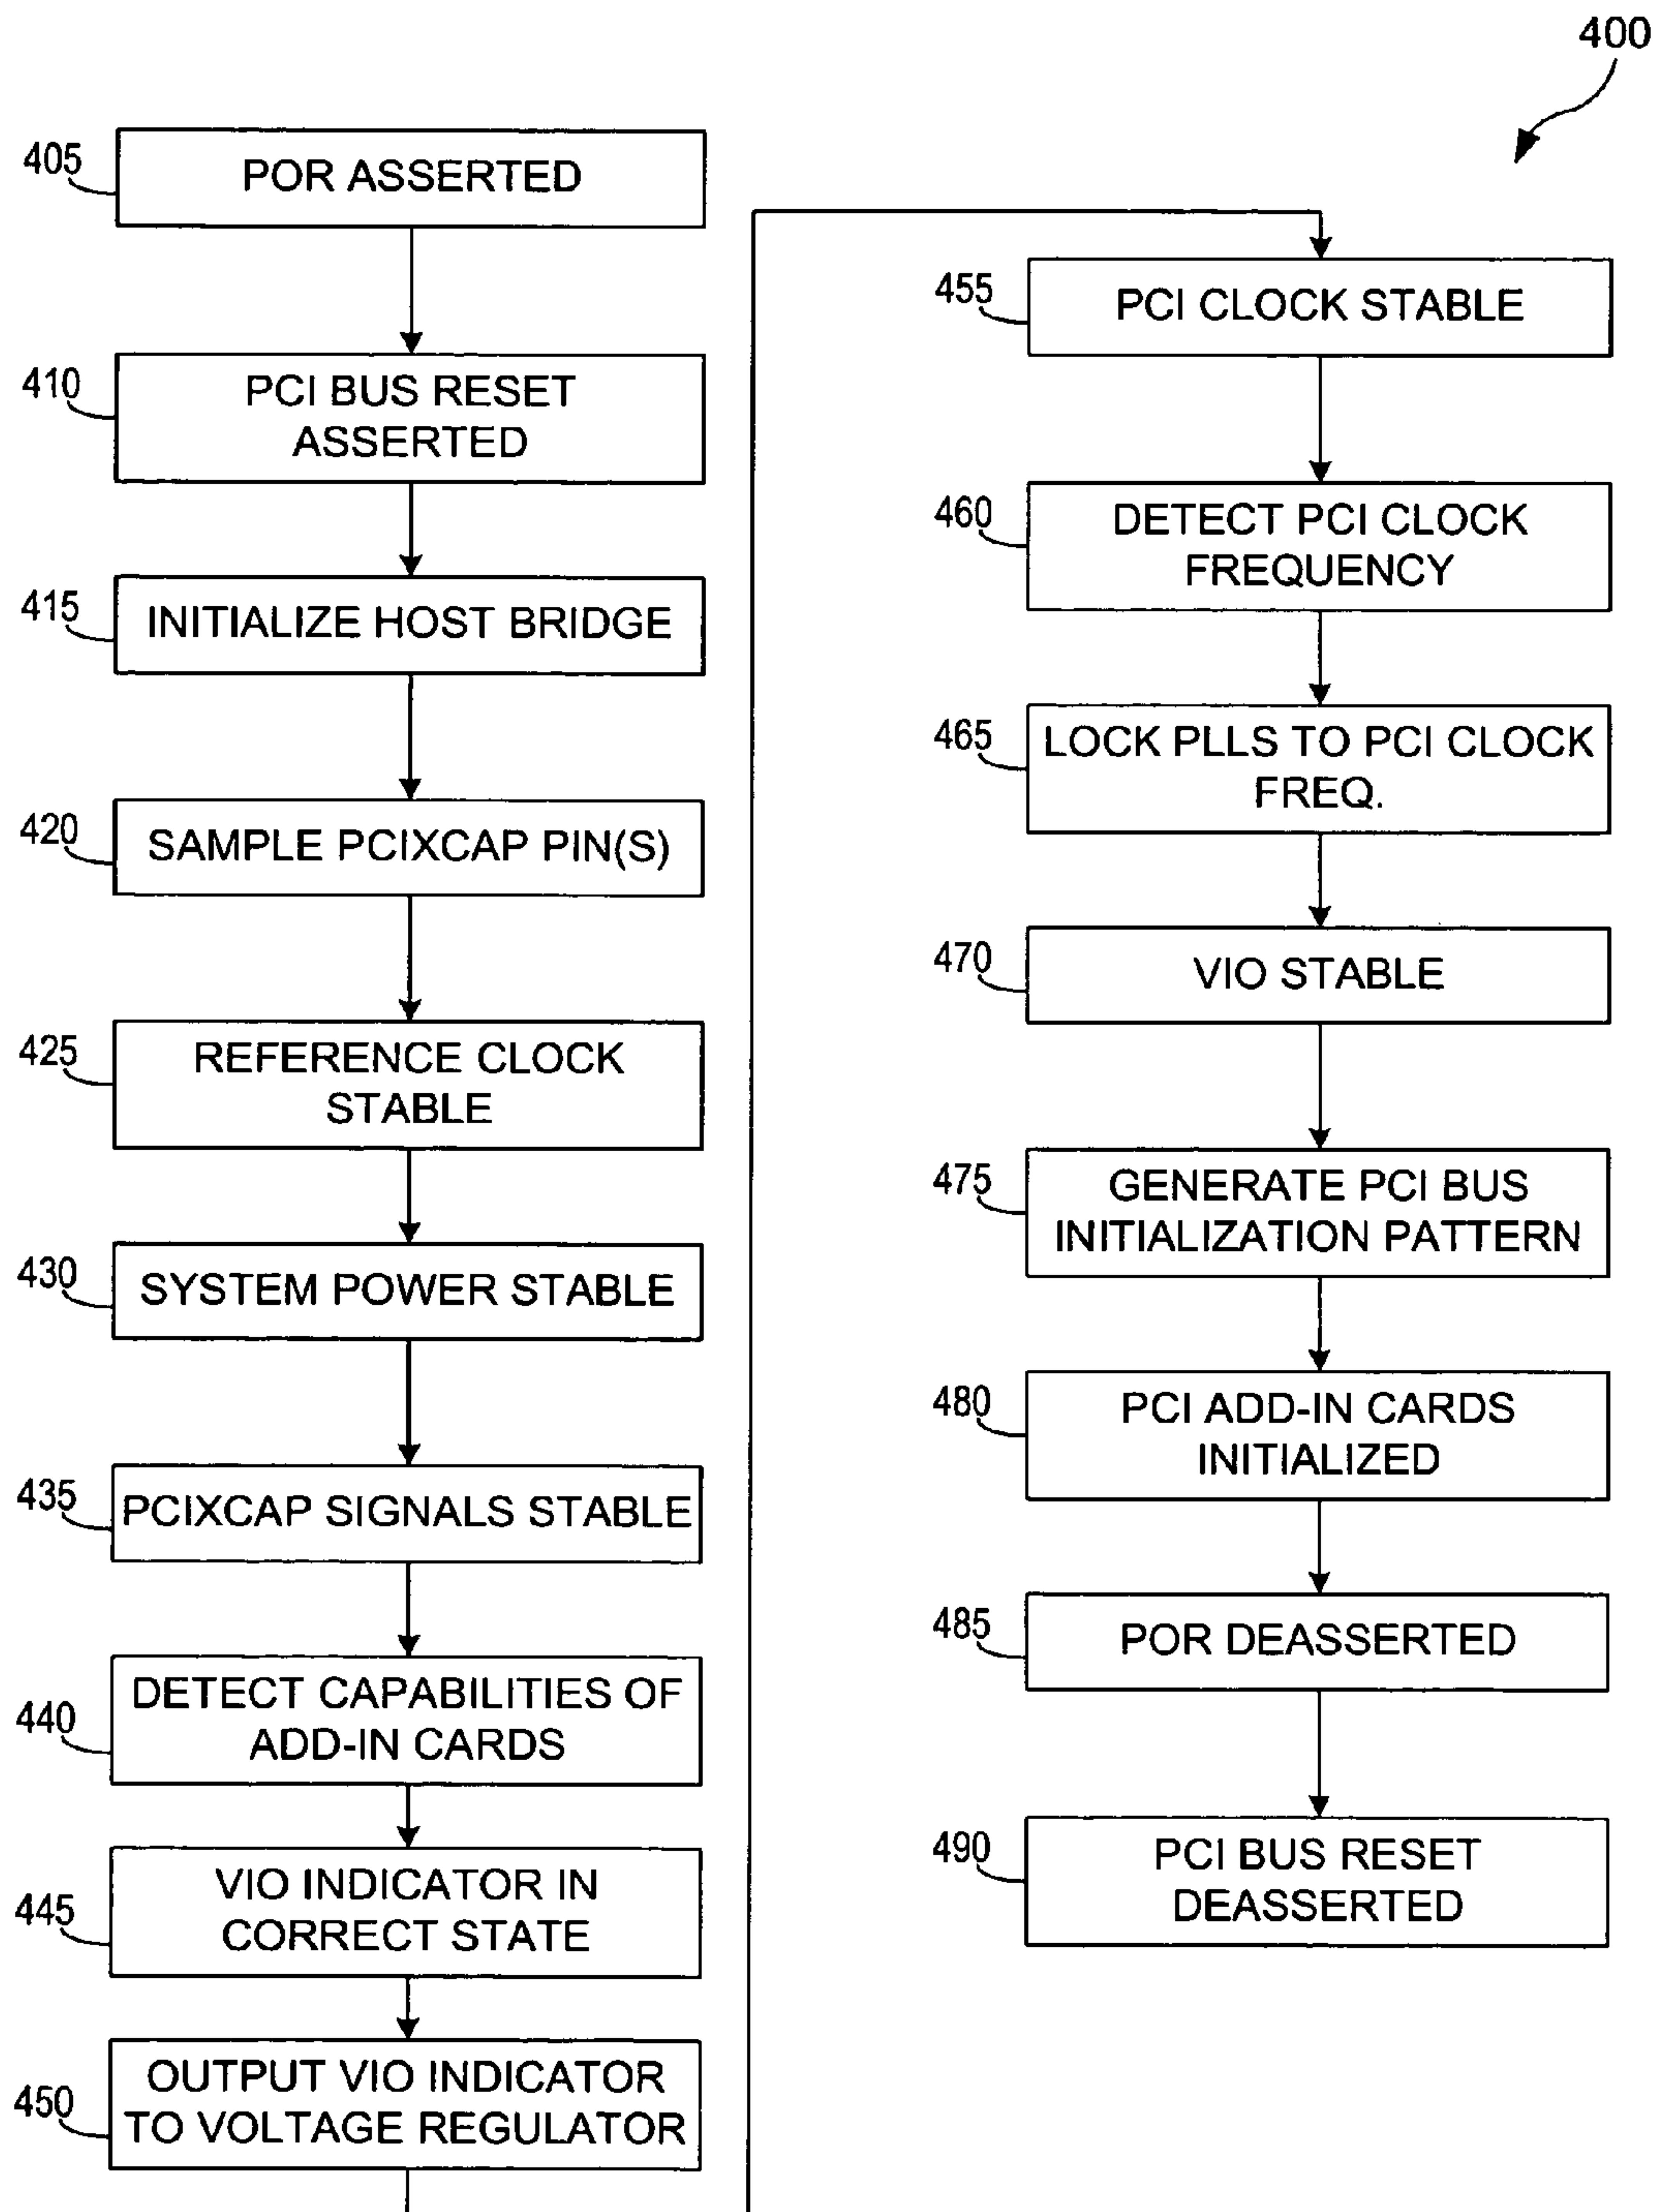 400
405
POR ASSERTED
410
PCI BUS RESET
ASSERTED
415
INITIALIZE HOST BRIDGE
420
SAMPLE PCIXCAP PIN(S)
425
REFERENCE CLOCK
STABLE
430
SYSTEM POWER STABLE
435
PCIXCAP SIGNALS STABLE
440
DETECT CAPABILITIES OF
ADD-IN CARDS
445
VIO INDICATOR IN
CORRECT STATE
450
OUTPUT VIO INDICATOR
TO VOLTAGE REGULATOR
455
PCI CLOCK STABLE
460
DETECT PCI CLOCK
FREQUENCY
465
LOCK PLLS TO PCI CLOCK
FREQ.
470
VIO STABLE
475
GENERATE PCI BUS
INITIALIZATION PATTERN
480
PCI ADD-IN CARDS
INITIALIZED
485
POR DEASSERTED
490
PCI BUS RESET
DEASSERTED